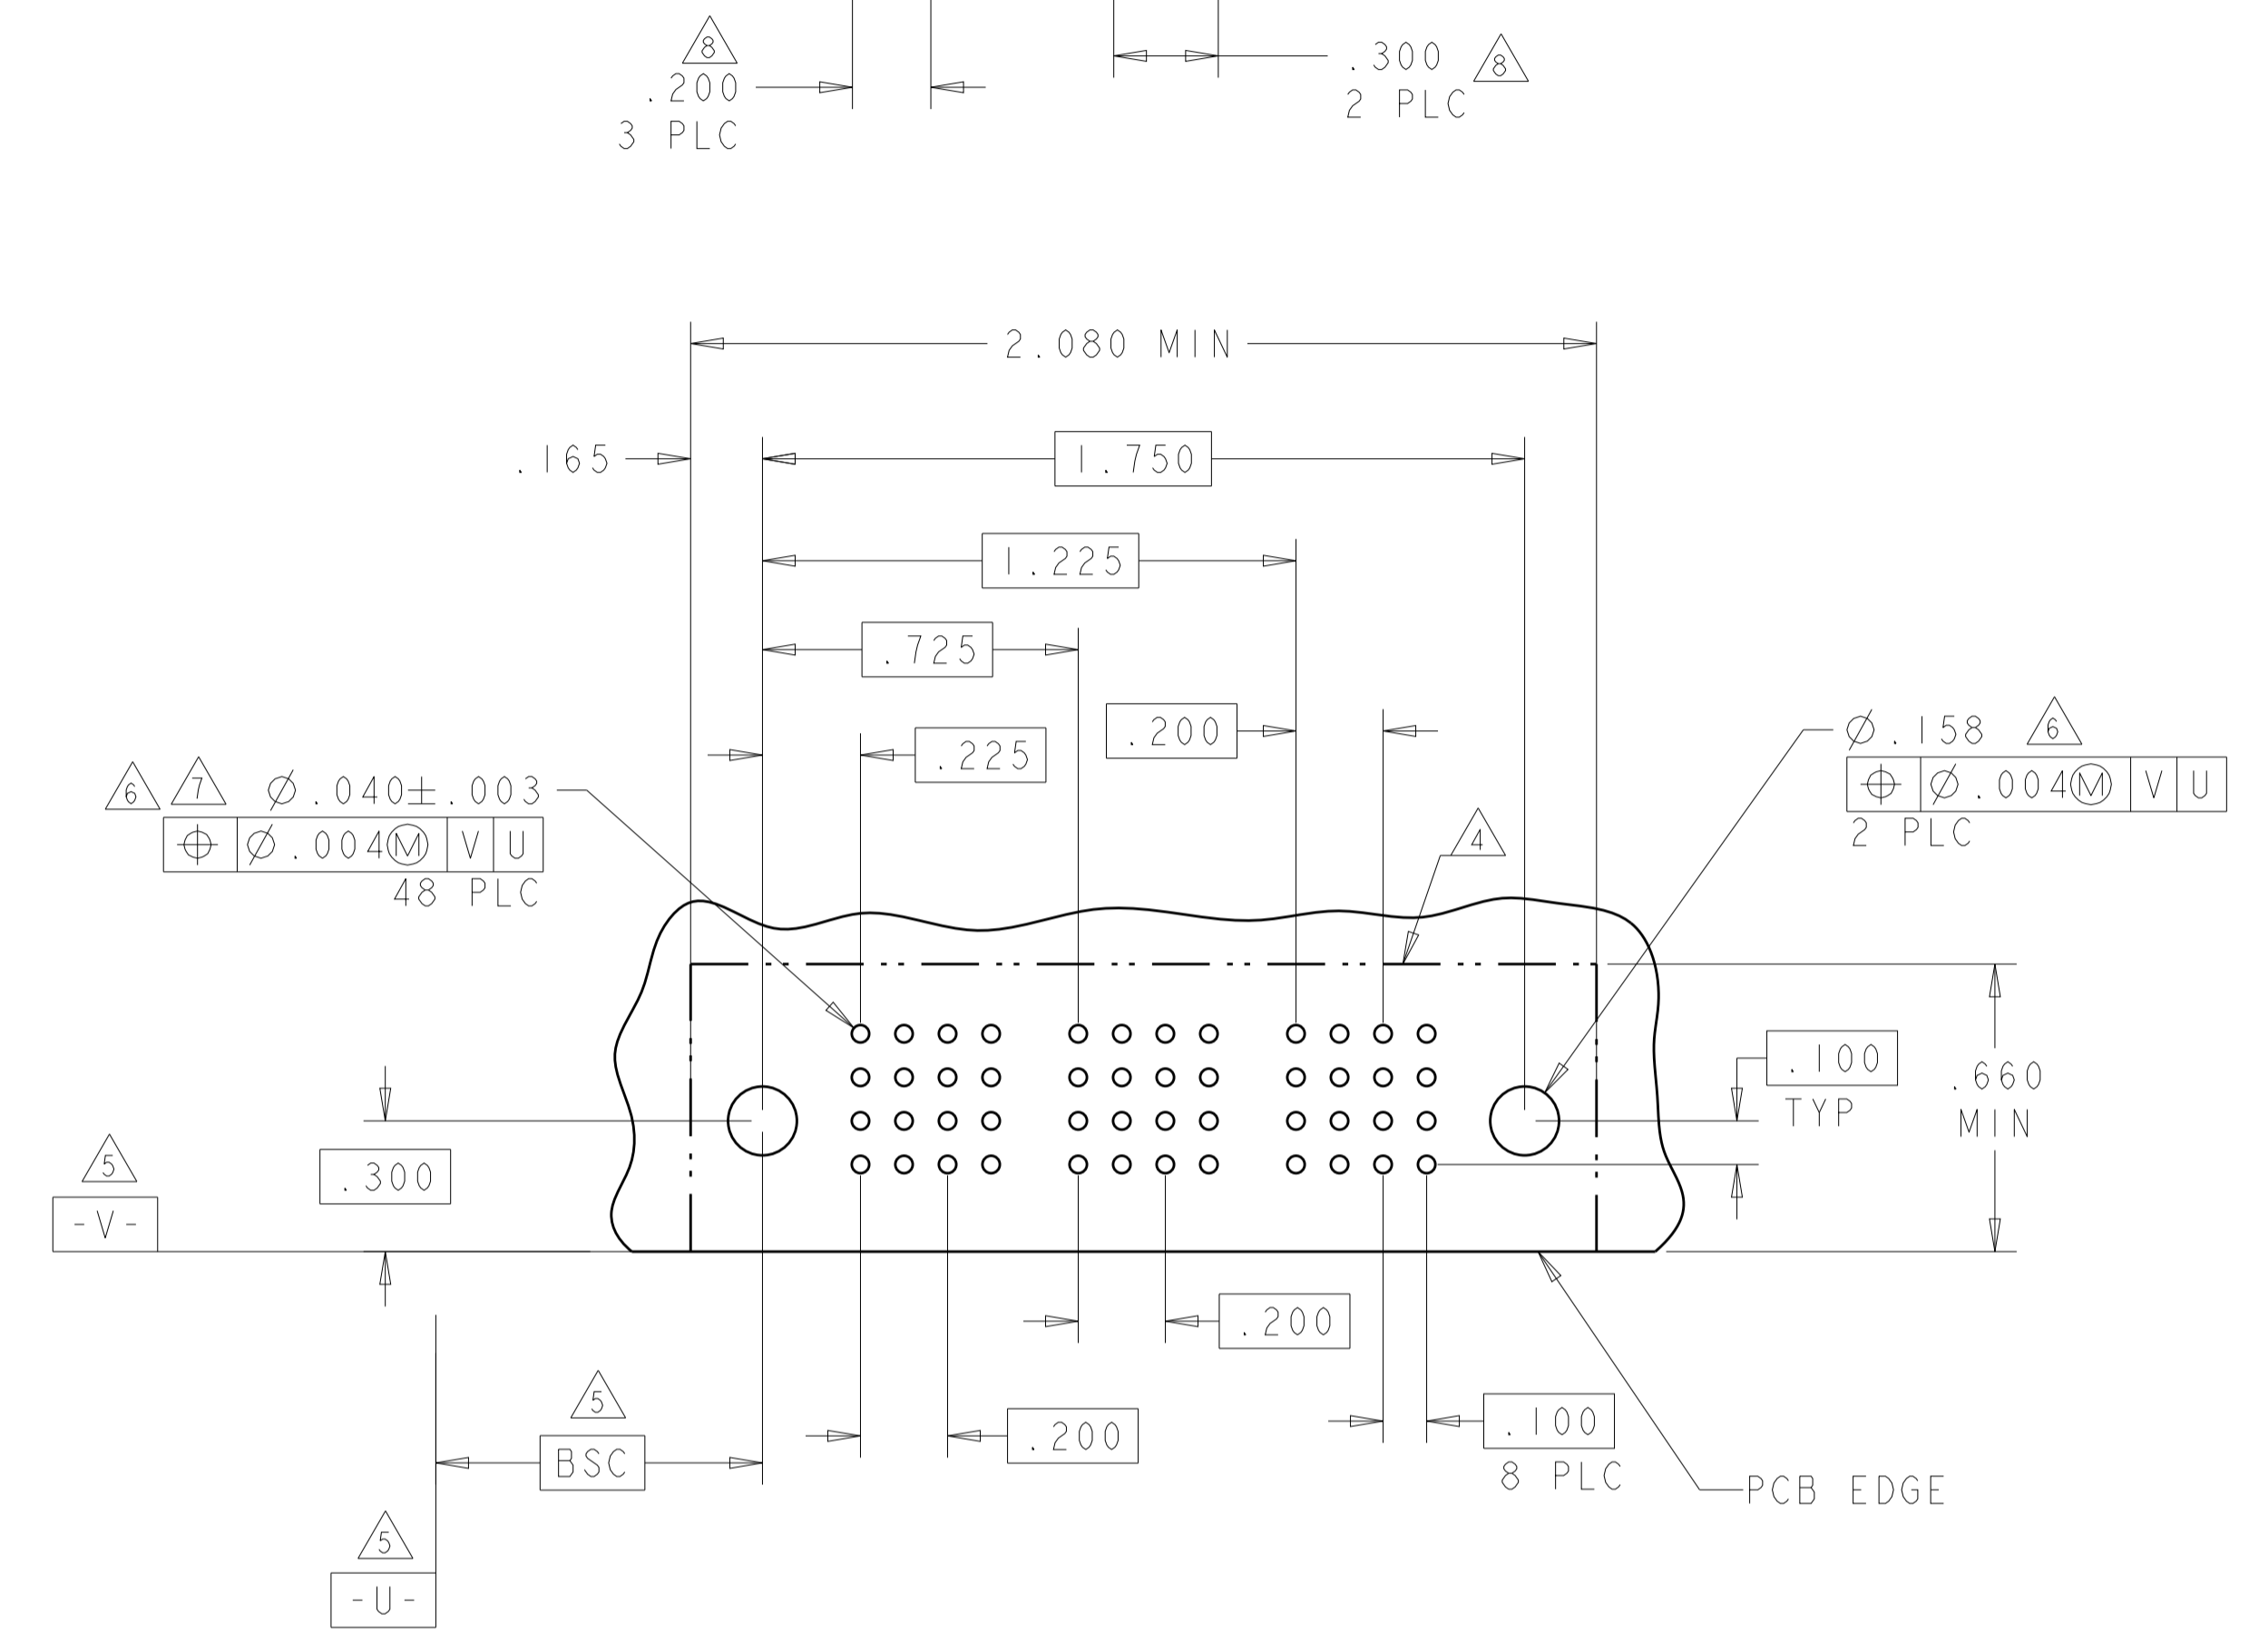 8
.200
3 PLC
.300 8
2 PLC
2.080 MIN
.165
1.750
1.225
.725
.200
.225
6 7 Ø.040±.003
⌖ Ø.004Ⓜ V U
48 PLC
Ø.158 6
⌖ Ø.004Ⓜ V U
2 PLC
4
.100
TYP
.660
MIN
5
-V-
.300
.200
.200
.100
8 PLC
5
BSC
PCB EDGE
5
-U-